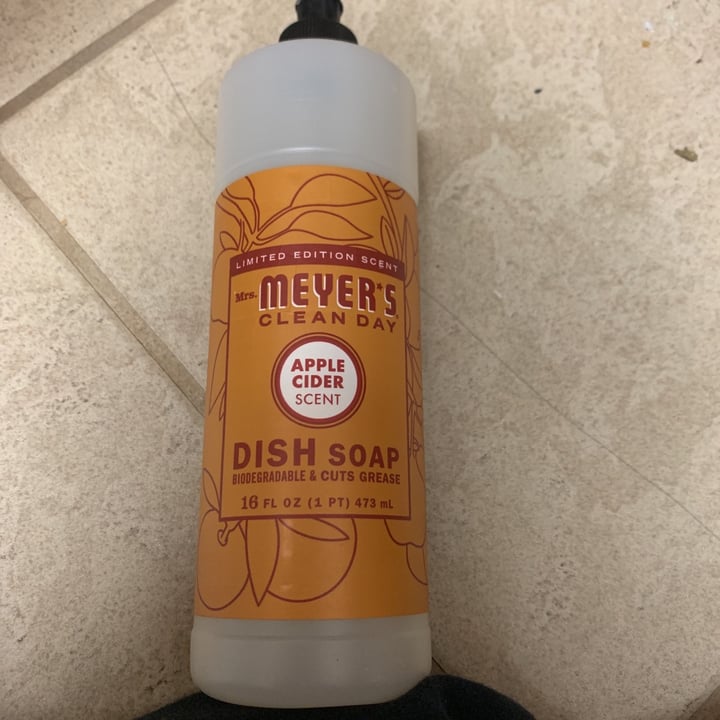 LIMITED EDITION SCENT
Mrs. MEYER'S
CLEAN DAY
APPLE
CIDER
SCENT
DISH SOAP
BIODEGRADABLE & CUTS GREASE
16 FL OZ (1 PT) 473 mL